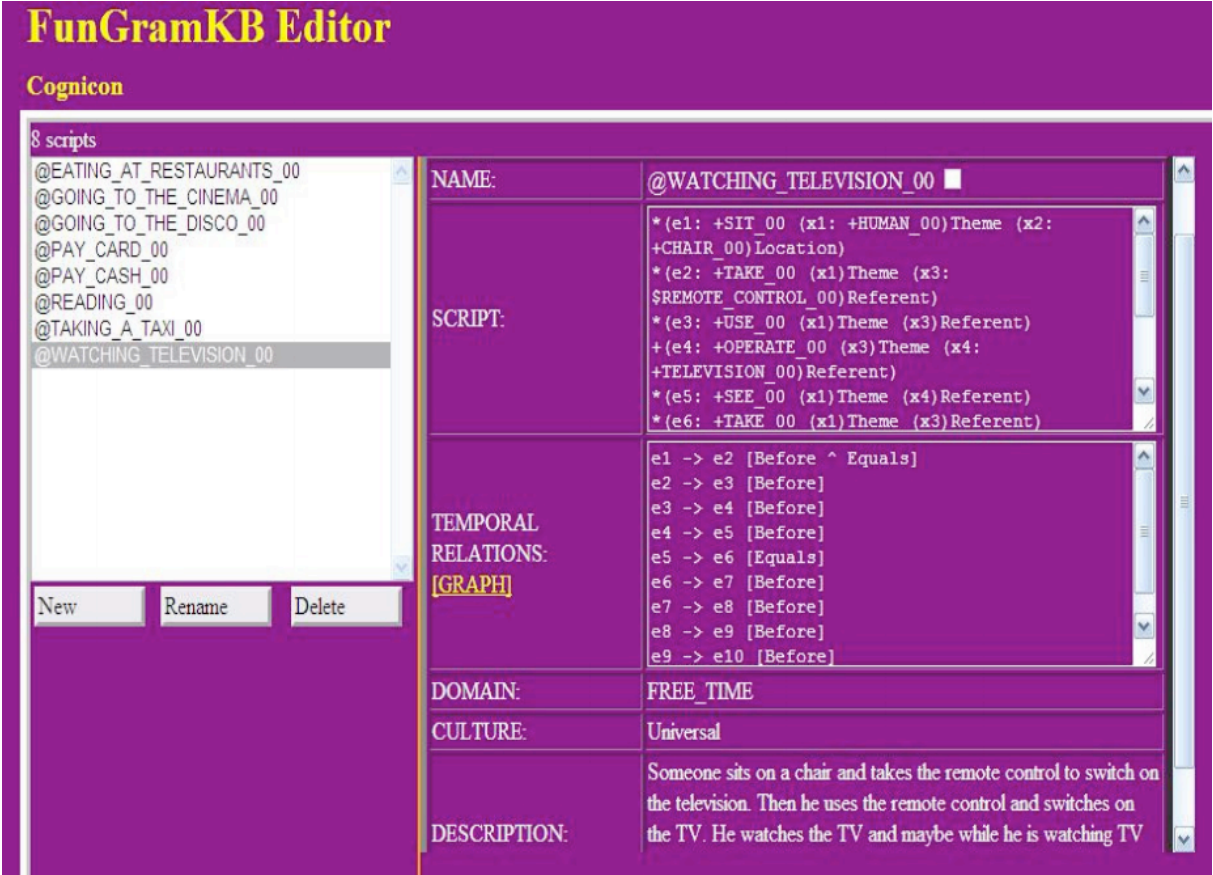 FunGramKB Editor
Cognicon
8 scripts
@EATING_AT_RESTAURANTS_00
@GOING_TO_THE_CINEMA_00
@GOING_TO_THE_DISCO_00
@PAY_CARD_00
@PAY_CASH_00
@READING_00
@TAKING_A_TAXI_00
@WATCHING_TELEVISION_00
New Rename Delete
NAME: @WATCHING_TELEVISION_00
SCRIPT:
*(e1: +SIT_00 (x1: +HUMAN_00)Theme (x2:
+CHAIR_00)Location)
*(e2: +TAKE_00 (x1)Theme (x3:
$REMOTE_CONTROL_00)Referent)
*(e3: +USE_00 (x1)Theme (x3)Referent)
+(e4: +OPERATE_00 (x3)Theme (x4:
+TELEVISION_00)Referent)
*(e5: +SEE_00 (x1)Theme (x4)Referent)
*(e6: +TAKE_00 (x1)Theme (x3)Referent)
TEMPORAL
RELATIONS:
[GRAPH]
e1 -> e2 [Before ^ Equals]
e2 -> e3 [Before]
e3 -> e4 [Before]
e4 -> e5 [Before]
e5 -> e6 [Equals]
e6 -> e7 [Before]
e7 -> e8 [Before]
e8 -> e9 [Before]
e9 -> e10 [Before]
DOMAIN: FREE_TIME
CULTURE: Universal
DESCRIPTION:
Someone sits on a chair and takes the remote control to switch on
the television. Then he uses the remote control and switches on
the TV. He watches the TV and maybe while he is watching TV